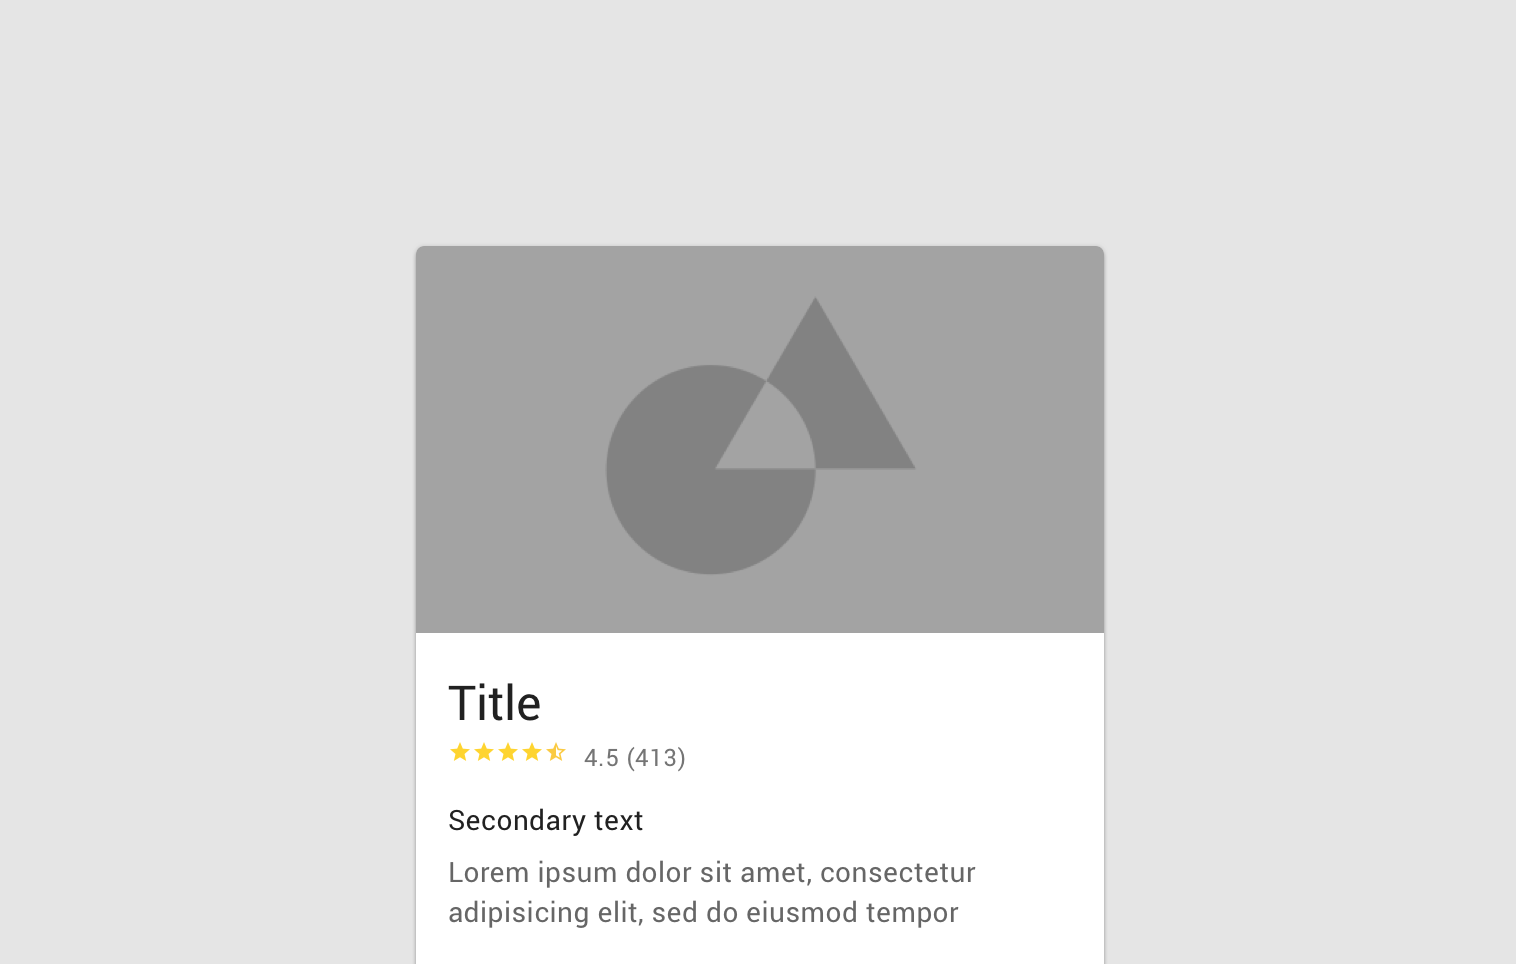 Title
4.5 (413)
Secondary text
Lorem ipsum dolor sit amet, consectetur
adipisicing elit, sed do eiusmod tempor